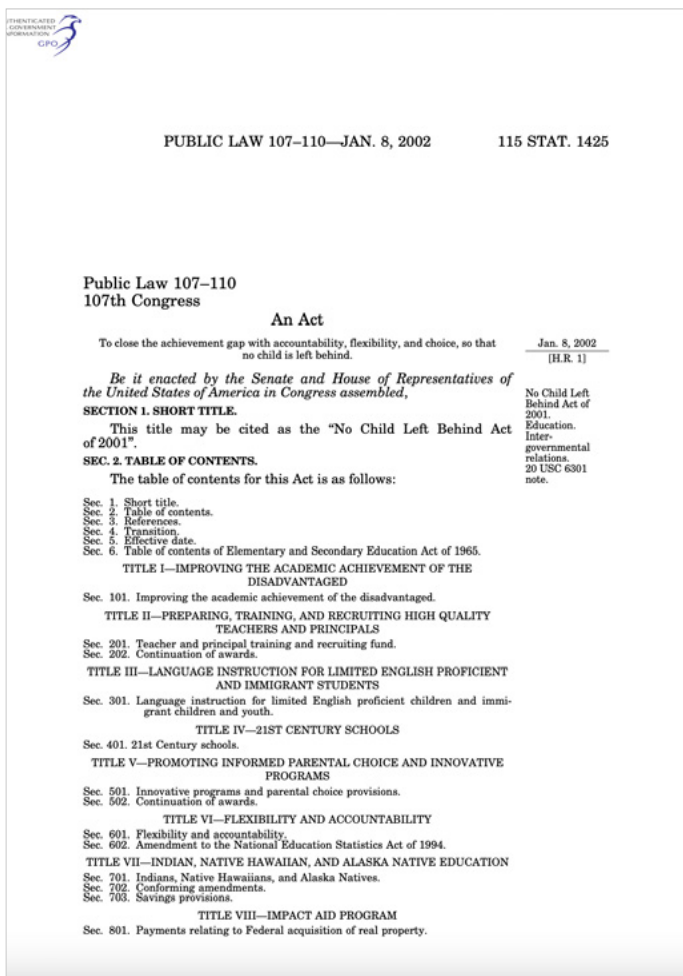 AUTHENTICATED
GOVERNMENT
INFORMATION
GPO
PUBLIC LAW 107–110—JAN. 8, 2002 115 STAT. 1425
Public Law 107–110
107th Congress
An Act
To close the achievement gap with accountability, flexibility, and choice, so that
no child is left behind.
Jan. 8, 2002
[H.R. 1]
Be it enacted by the Senate and House of Representatives of
the United States of America in Congress assembled,
No Child Left
Behind Act of
2001.
Education.
Inter-
governmental
relations.
20 USC 6301
note.
SECTION 1. SHORT TITLE.
This title may be cited as the “No Child Left Behind Act
of 2001”.
SEC. 2. TABLE OF CONTENTS.
The table of contents for this Act is as follows:
Sec. 1. Short title.
Sec. 2. Table of contents.
Sec. 3. References.
Sec. 4. Transition.
Sec. 5. Effective date.
Sec. 6. Table of contents of Elementary and Secondary Education Act of 1965.
TITLE I—IMPROVING THE ACADEMIC ACHIEVEMENT OF THE
DISADVANTAGED
Sec. 101. Improving the academic achievement of the disadvantaged.
TITLE II—PREPARING, TRAINING, AND RECRUITING HIGH QUALITY
TEACHERS AND PRINCIPALS
Sec. 201. Teacher and principal training and recruiting fund.
Sec. 202. Continuation of awards.
TITLE III—LANGUAGE INSTRUCTION FOR LIMITED ENGLISH PROFICIENT
AND IMMIGRANT STUDENTS
Sec. 301. Language instruction for limited English proficient children and immi-
grant children and youth.
TITLE IV—21ST CENTURY SCHOOLS
Sec. 401. 21st Century schools.
TITLE V—PROMOTING INFORMED PARENTAL CHOICE AND INNOVATIVE
PROGRAMS
Sec. 501. Innovative programs and parental choice provisions.
Sec. 502. Continuation of awards.
TITLE VI—FLEXIBILITY AND ACCOUNTABILITY
Sec. 601. Flexibility and accountability.
Sec. 602. Amendment to the National Education Statistics Act of 1994.
TITLE VII—INDIAN, NATIVE HAWAIIAN, AND ALASKA NATIVE EDUCATION
Sec. 701. Indians, Native Hawaiians, and Alaska Natives.
Sec. 702. Conforming amendments.
Sec. 703. Savings provisions.
TITLE VIII—IMPACT AID PROGRAM
Sec. 801. Payments relating to Federal acquisition of real property.